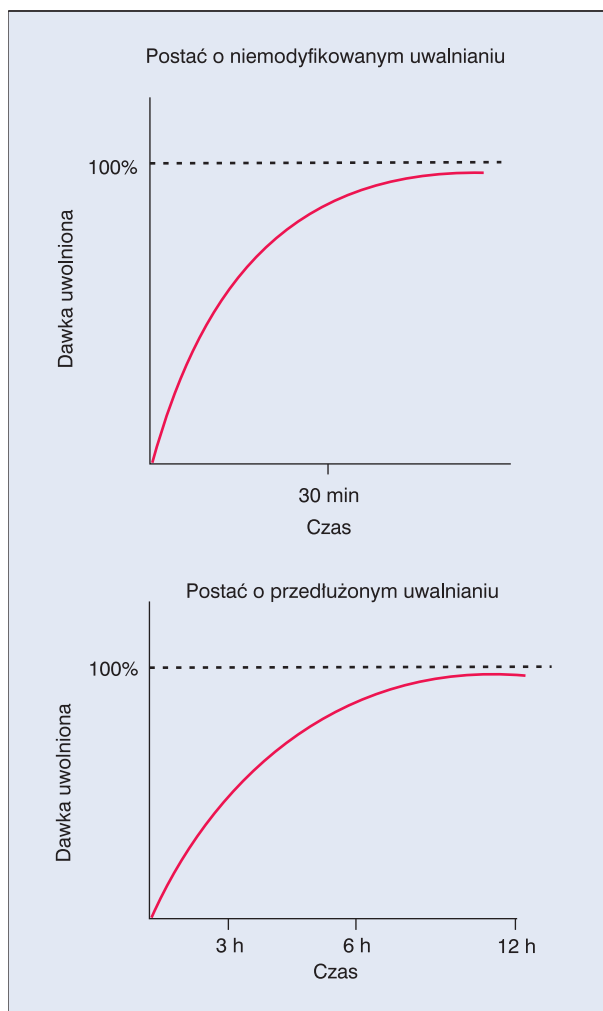 Postać o niemodyfikowanym uwalnianiu
100%
Dawka uwolniona
30 min
Czas
Postać o przedłużonym uwalnianiu
100%
Dawka uwolniona
3 h 6 h 12 h
Czas